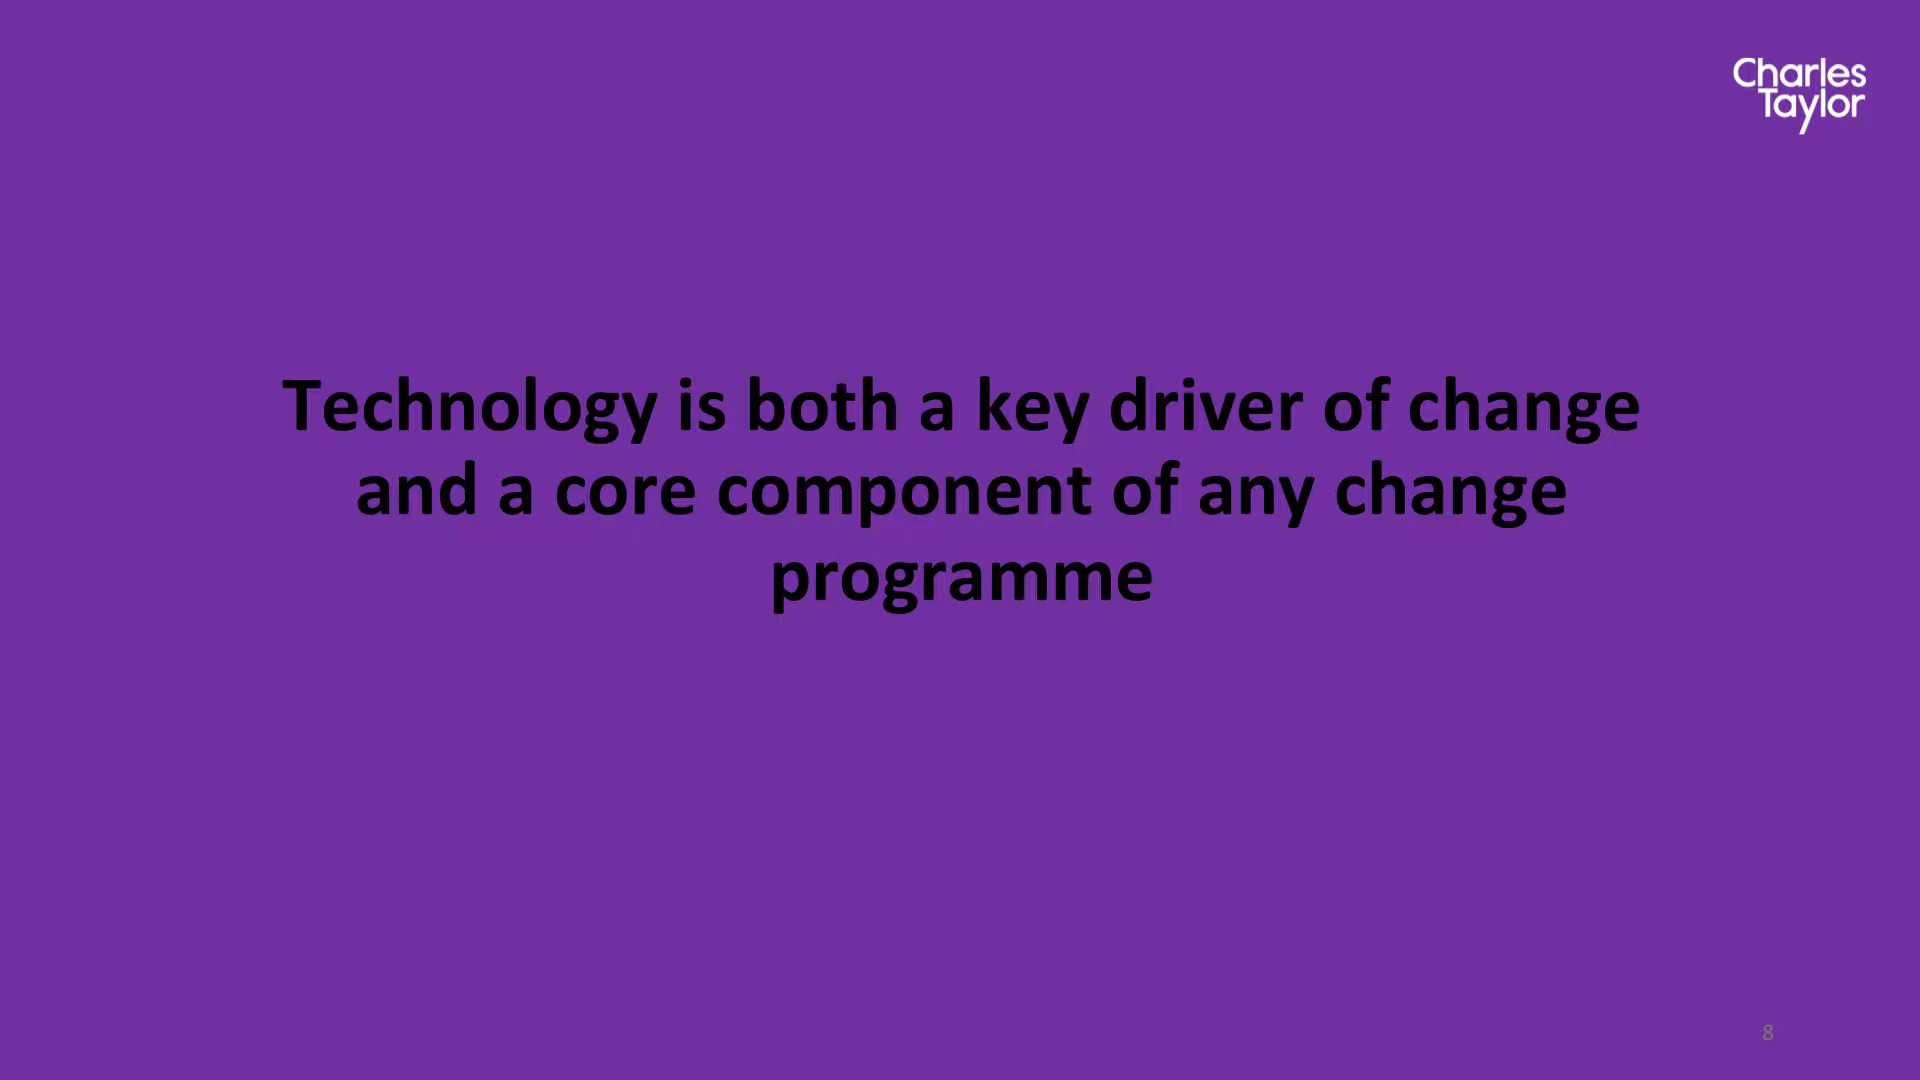 Charles
Taylor
Technology is both a key driver of change
and a core component of any change
programme
8